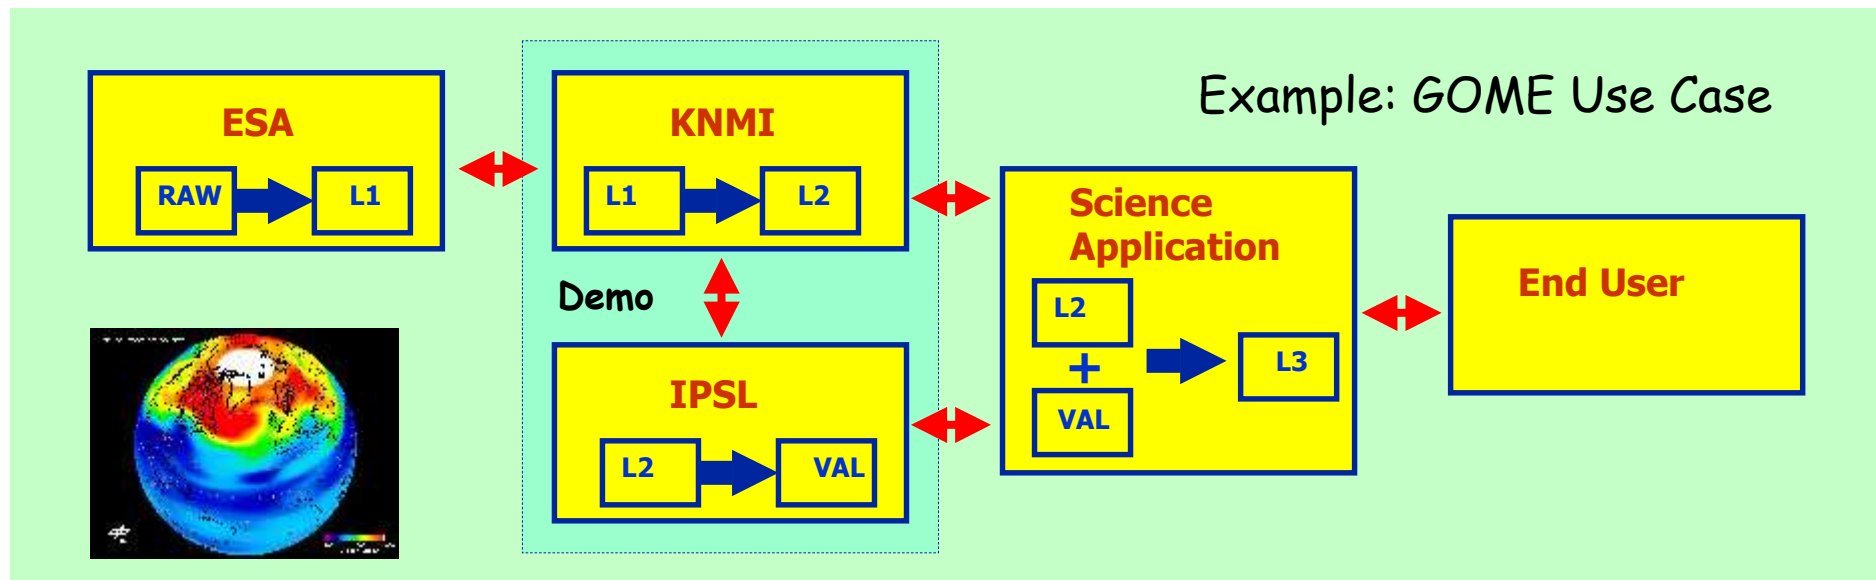 Example: GOME Use Case
ESA
RAW
L1
KNMI
L1
L2
Demo
IPSL
L2
VAL
Science
Application
L2
+
VAL
L3
End User